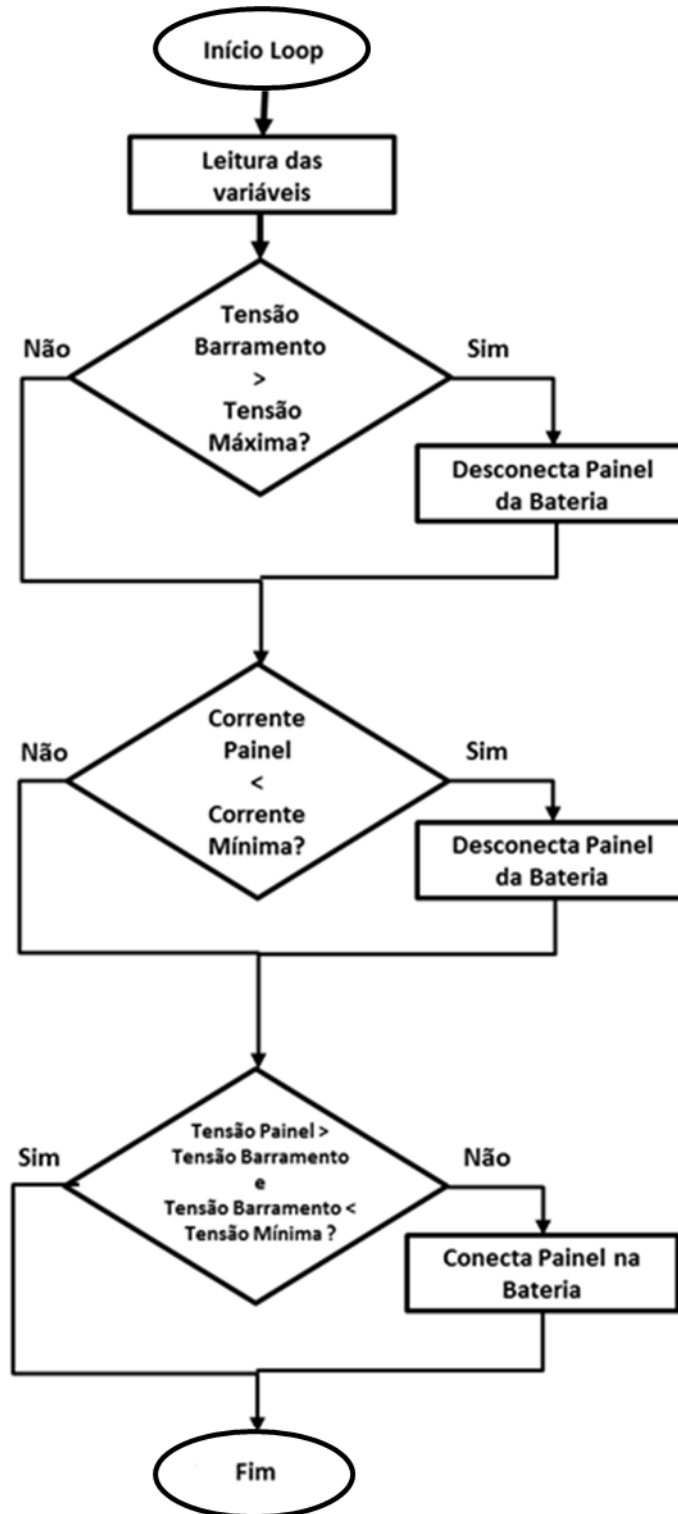 Início Loop
Leitura das
variáveis
Tensão
Barramento
>
Tensão
Máxima?
Não
Sim
Desconecta Painel
da Bateria
Corrente
Painel
<
Corrente
Mínima?
Não
Sim
Desconecta Painel
da Bateria
Tensão Painel >
Tensão Barramento
e
Tensão Barramento <
Tensão Mínima ?
Sim
Não
Conecta Painel na
Bateria
Fim